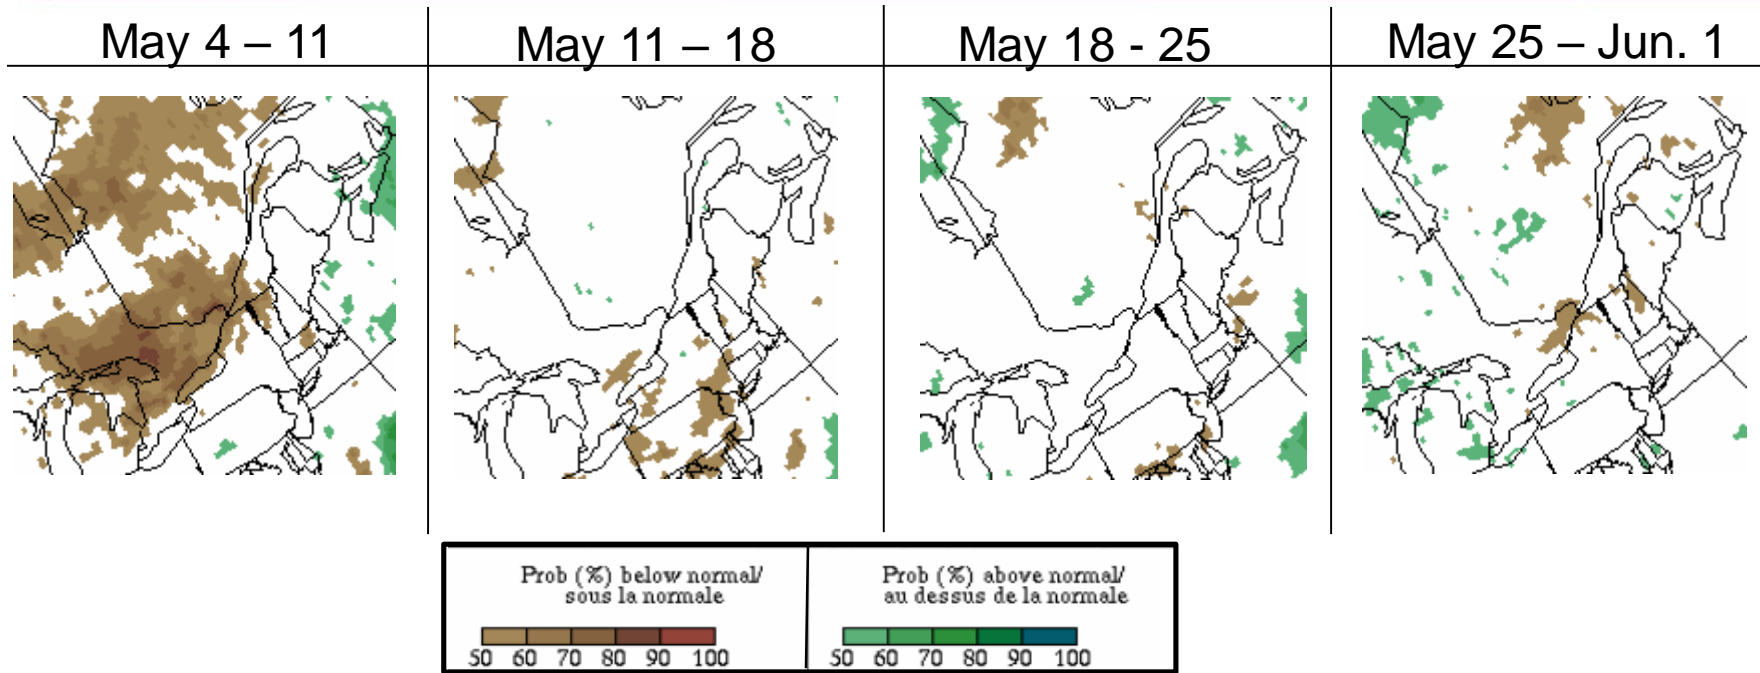 May 4 – 11
May 11 – 18
May 18 - 25
May 25 – Jun. 1
Prob (%) below normal/
sous la normale
50 60 70 80 90 100
Prob (%) above normal/
au dessus de la normale
50 60 70 80 90 100